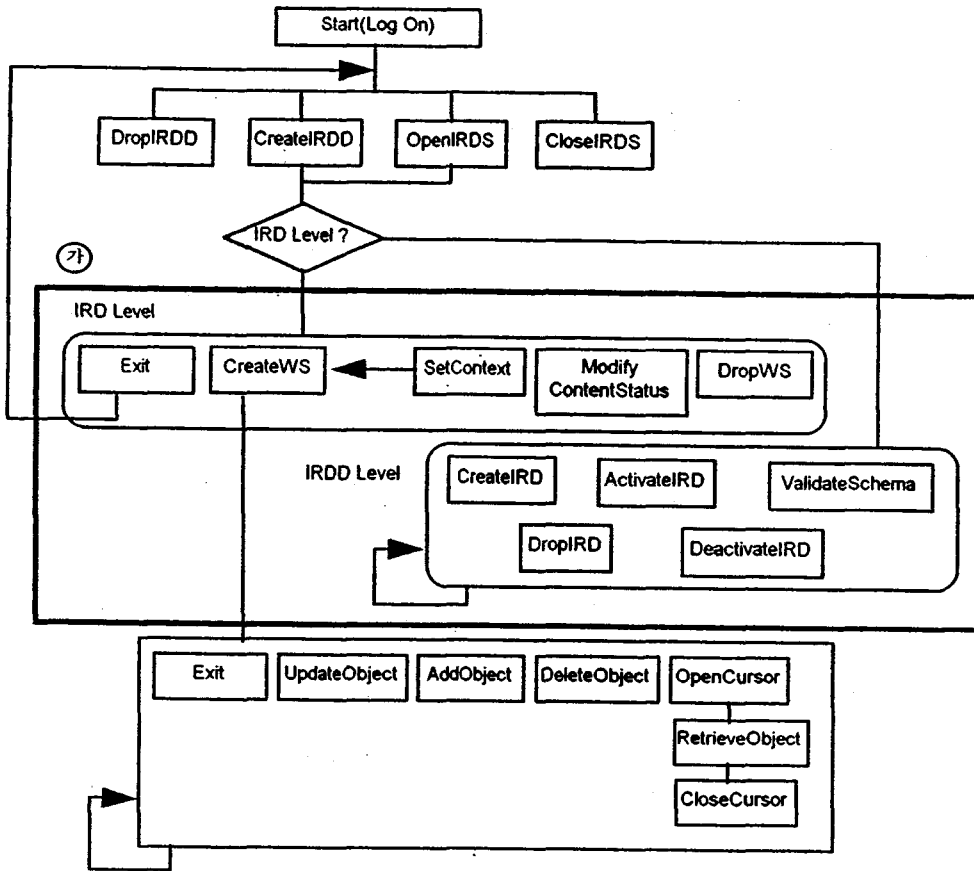 Start(Log On)
DropIRDD
CreateIRDD
OpenIRDS
CloseIRDS
IRD Level ?
가
IRD Level
Exit
CreateWS
SetContext
Modify
ContentStatus
DropWS
IRDD Level
CreateIRD
ActivateIRD
ValidateSchema
DropIRD
DeactivateIRD
Exit
UpdateObject
AddObject
DeleteObject
OpenCursor
RetrieveObject
CloseCursor